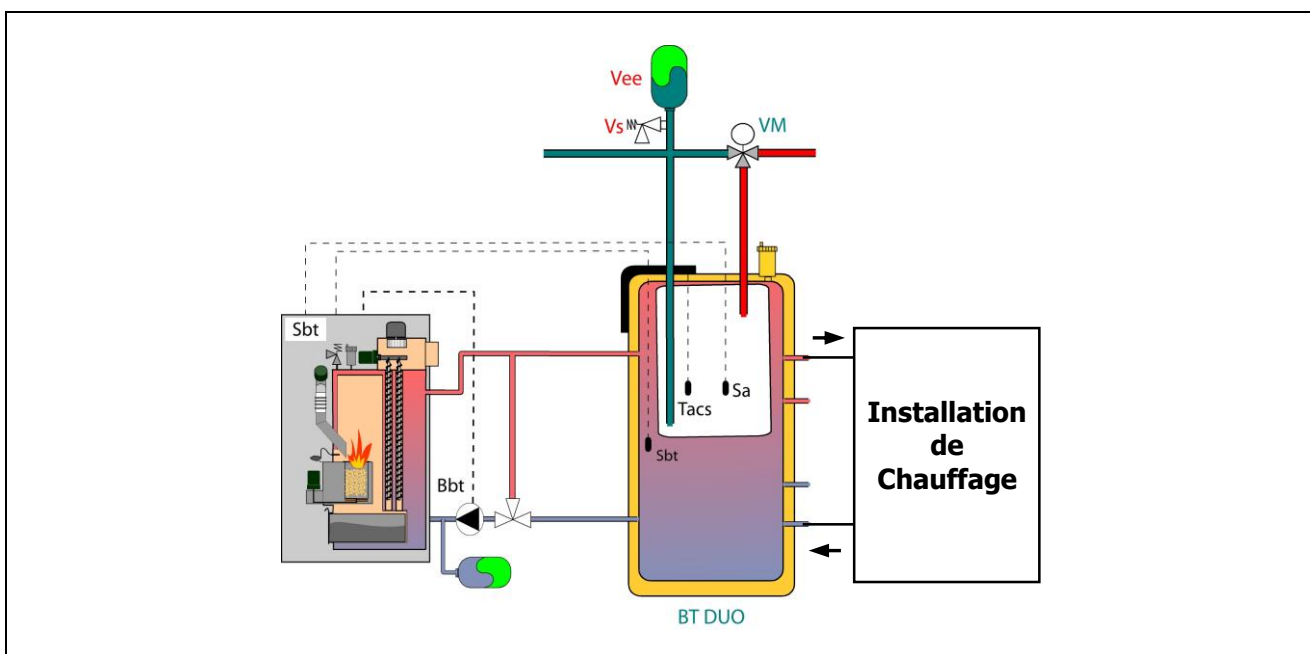 Vee
Vs
VM
Sbt
Tacs
Sa
Sbt
Bbt
Installation
de
Chauffage
BT DUO